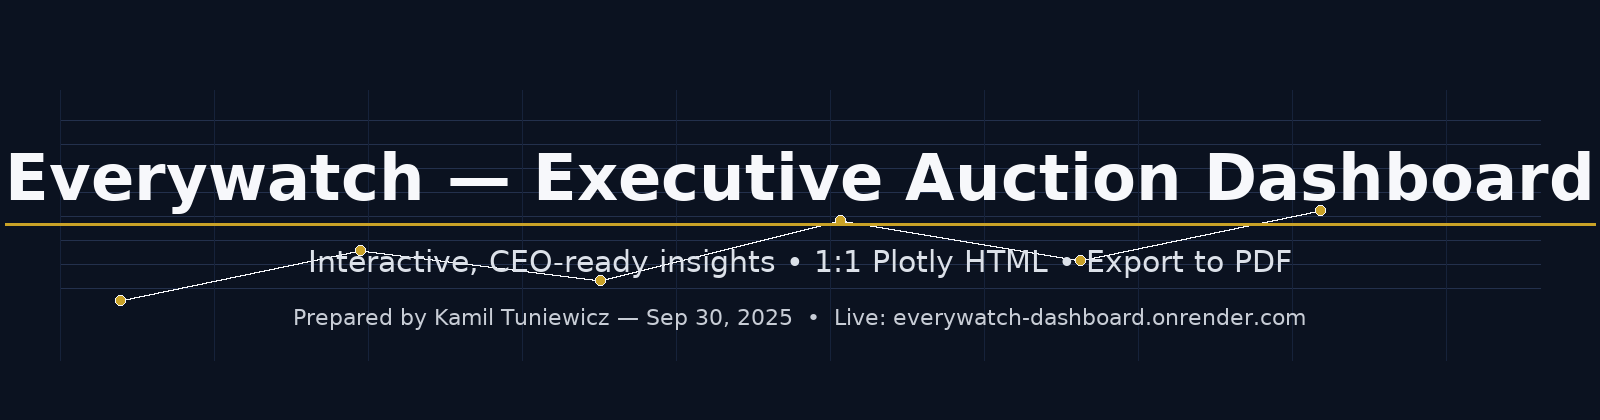 Everywatch — Executive Auction Dashboard
Interactive, CEO-ready insights • 1:1 Plotly HTML • Export to PDF
Prepared by Kamil Tuniewicz — Sep 30, 2025 • Live: everywatch-dashboard.onrender.com